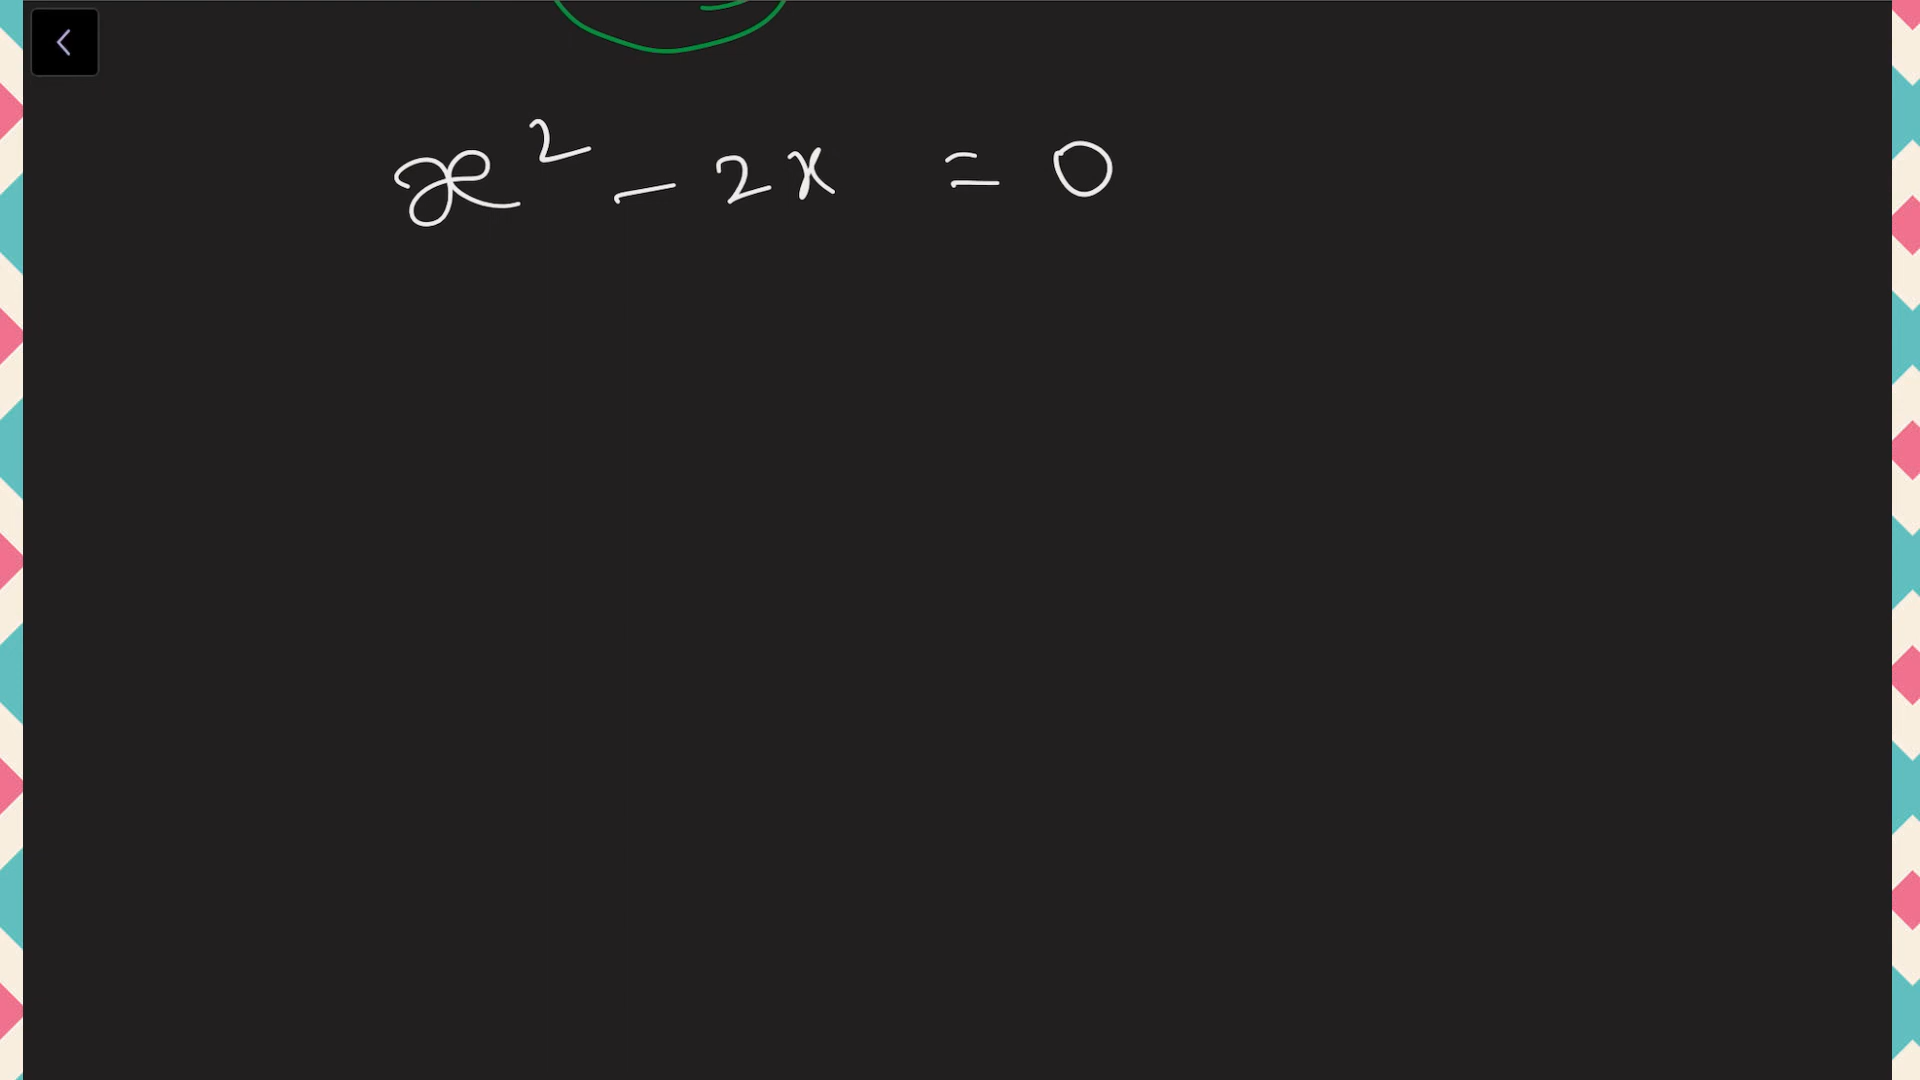 x² - 2x = 0